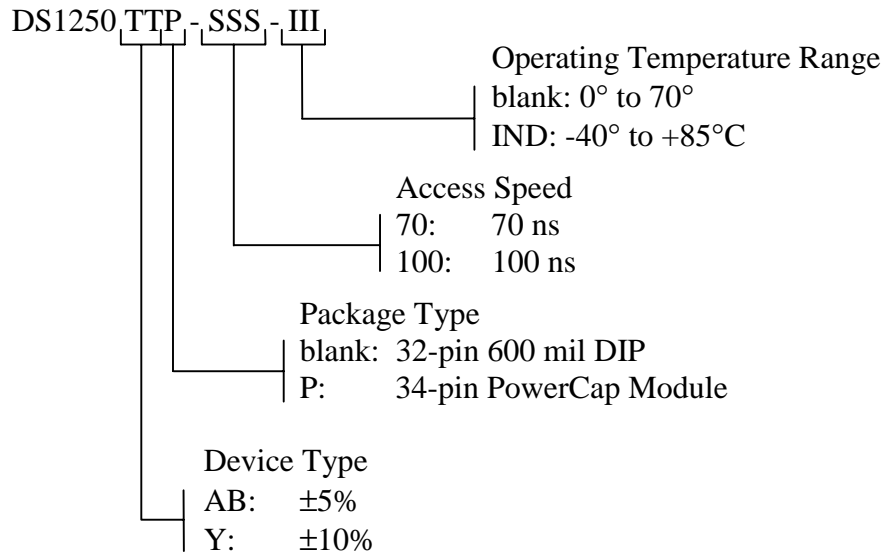 DS1250 TTP - SSS - III
Operating Temperature Range
blank: 0° to 70°
IND: -40° to +85°C
Access Speed
70: 70 ns
100: 100 ns
Package Type
blank: 32-pin 600 mil DIP
P: 34-pin PowerCap Module
Device Type
AB: ±5%
Y: ±10%